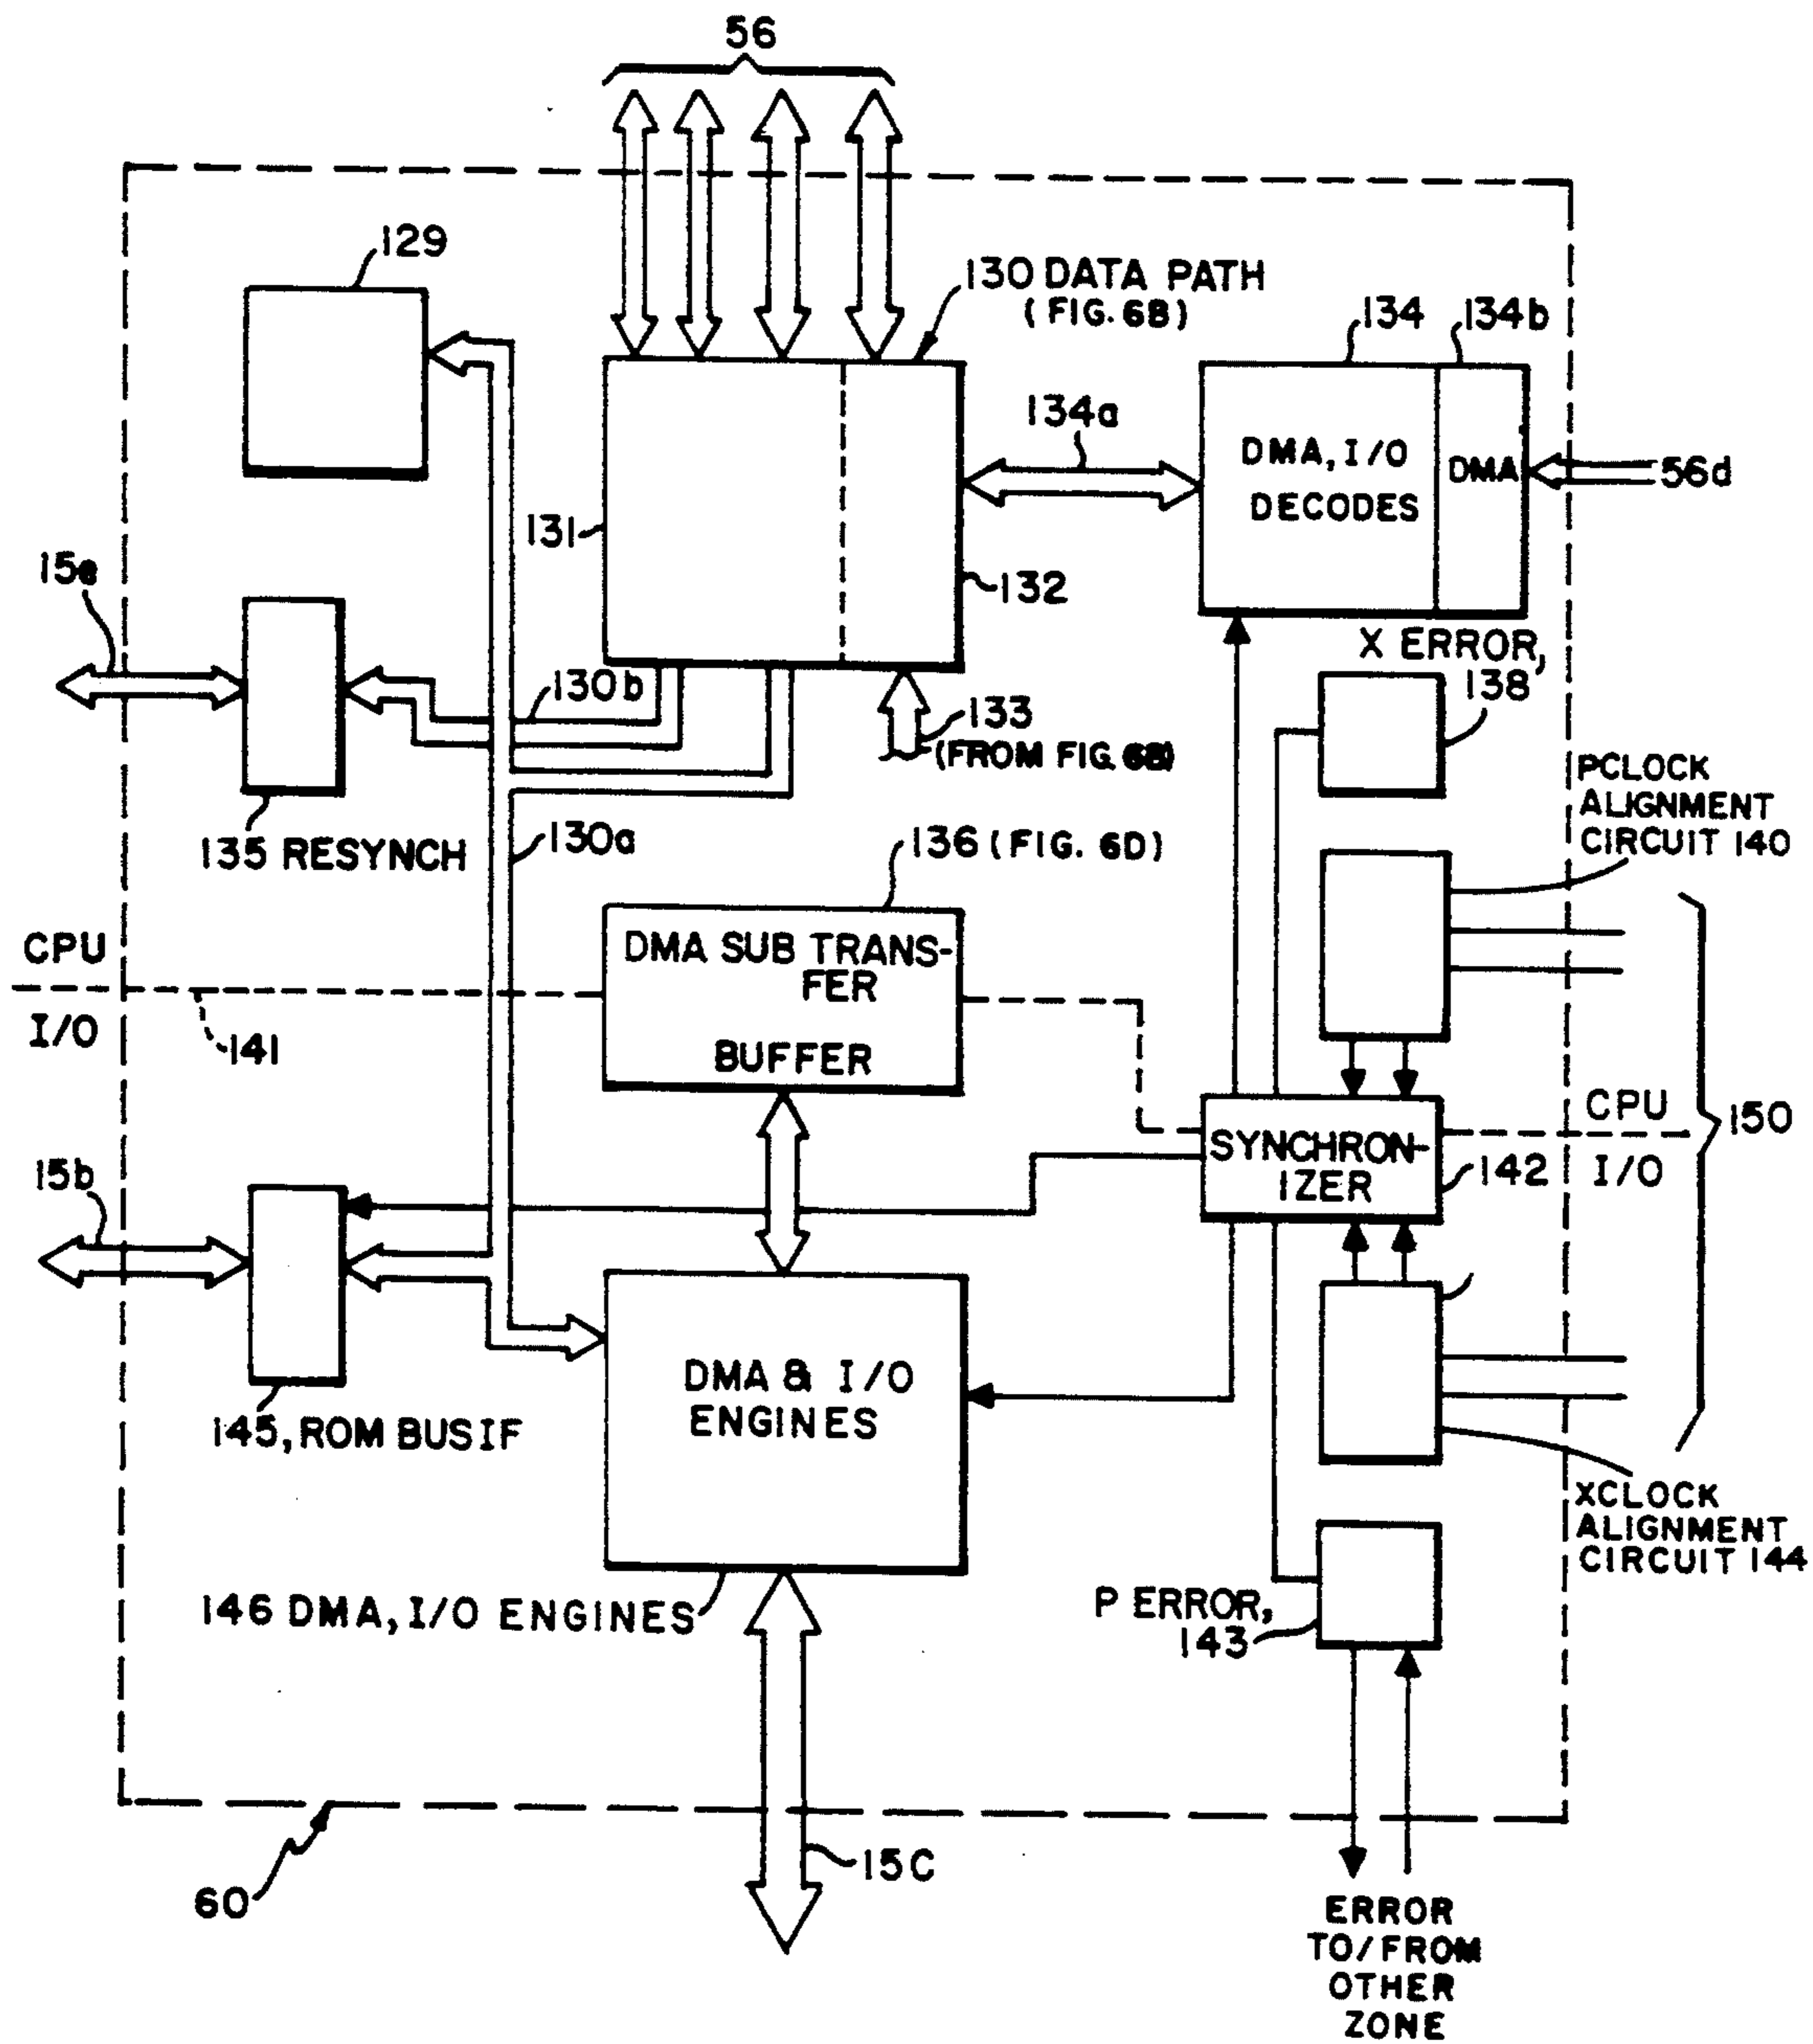 56
129
130 DATA PATH
(FIG. 6B)
134
134b
134a
DMA, I/O
DECODES
DMA
56d
131
132
15e
X ERROR,
138
130b
133
(FROM FIG. 6B)
PCLOCK
ALIGNMENT
CIRCUIT 140
135 RESYNCH
130a
136 (FIG. 6D)
CPU
I/O
141
DMA SUB TRANS-
FER
BUFFER
CPU
I/O
150
SYNCHRON-
IZER
142
15b
DMA & I/O
ENGINES
145, ROM BUS IF
XCLOCK
ALIGNMENT
CIRCUIT 144
146 DMA, I/O ENGINES
P ERROR,
143
15C
60
ERROR
TO/FROM
OTHER
ZONE